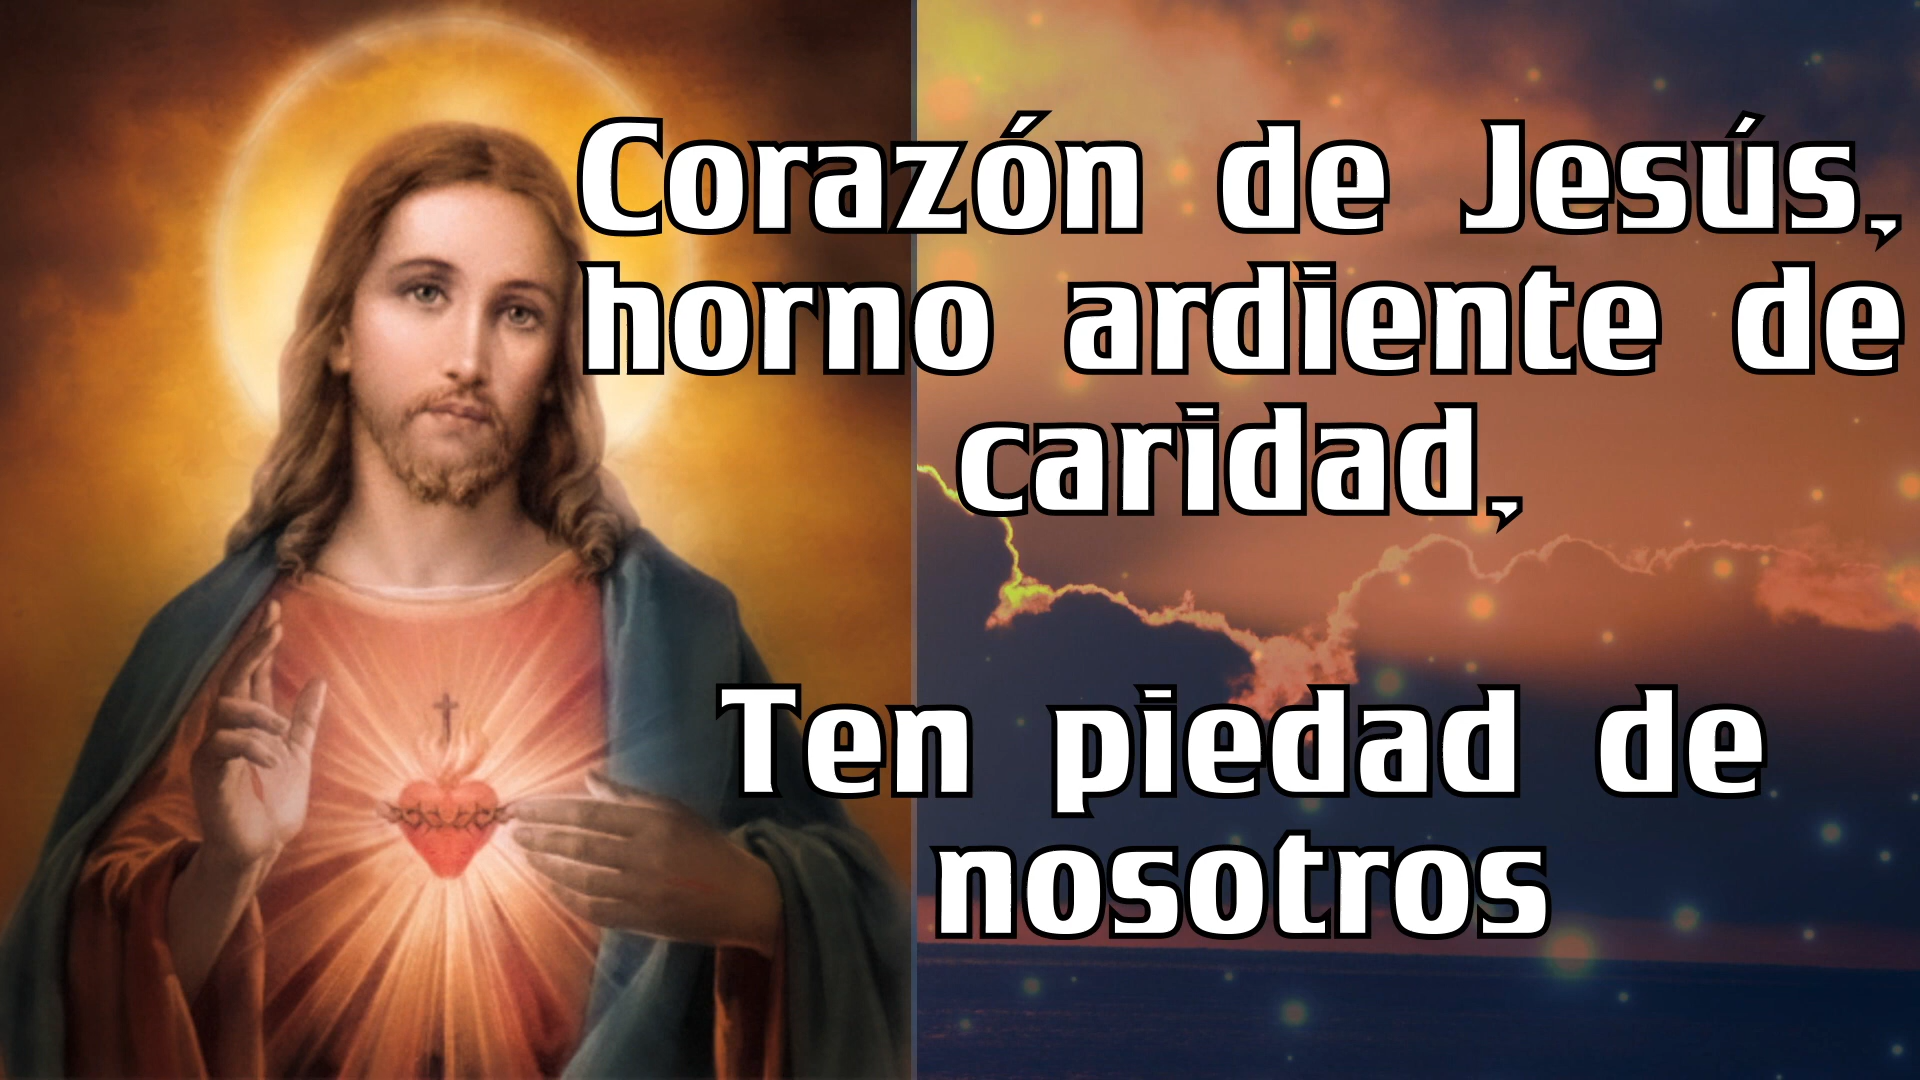 Corazón de Jesús,
horno ardiente de
caridad,
Ten piedad de
nosotros